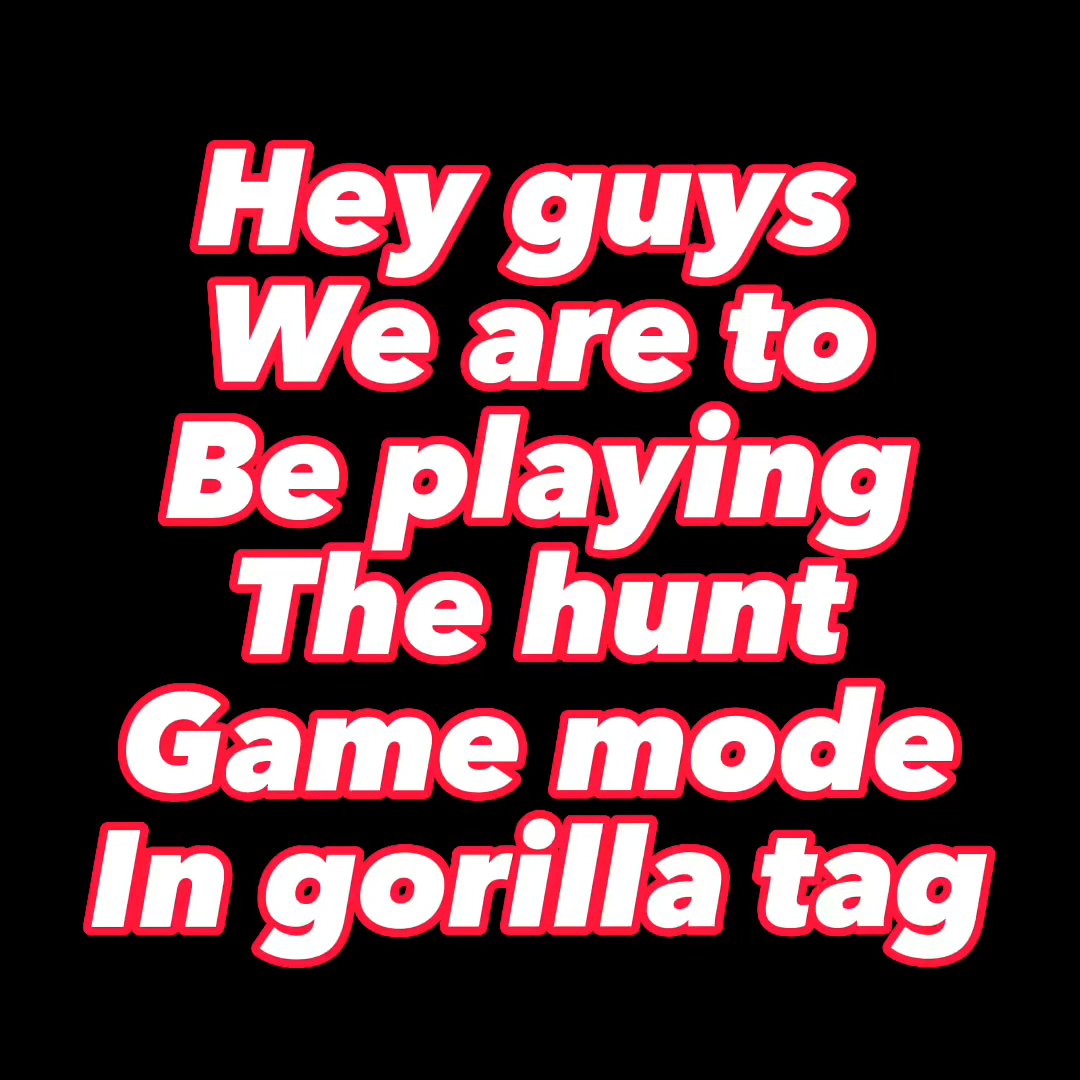 Hey guys
We are to
Be playing
The hunt
Game mode
In gorilla tag